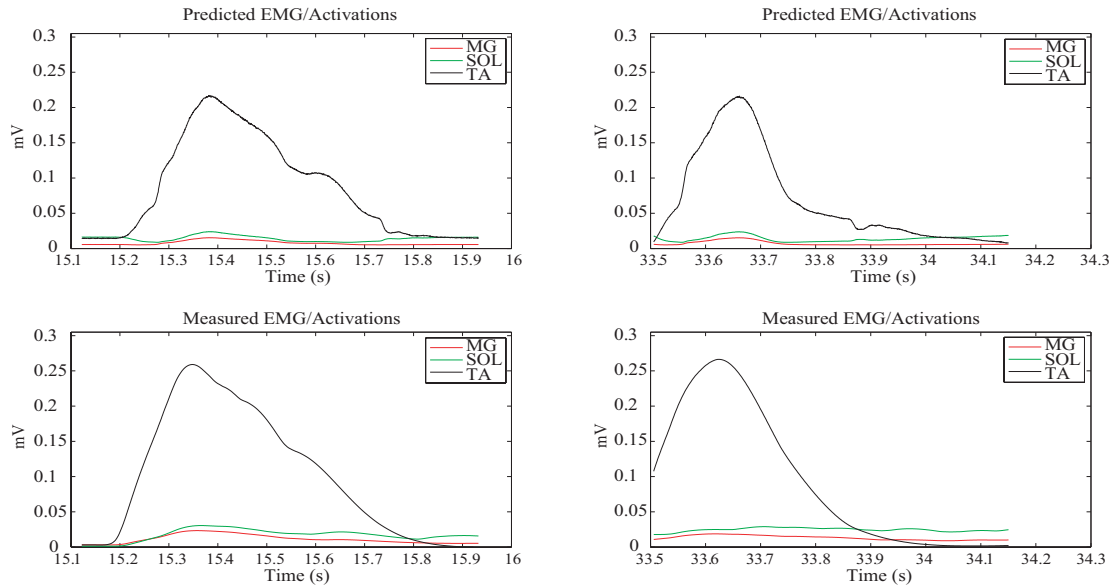 Predicted EMG/Activations
0.3
0.25
0.2
0.15
0.1
0.05
0
mV
MG
SOL
TA
15.1 15.2 15.3 15.4 15.5 15.6 15.7 15.8 15.9 16
Time (s)
Predicted EMG/Activations
0.3
0.25
0.2
0.15
0.1
0.05
0
mV
MG
SOL
TA
33.5 33.6 33.7 33.8 33.9 34 34.1 34.2 34.3
Time (s)
Measured EMG/Activations
0.3
0.25
0.2
0.15
0.1
0.05
0
mV
MG
SOL
TA
15.1 15.2 15.3 15.4 15.5 15.6 15.7 15.8 15.9 16
Time (s)
Measured EMG/Activations
0.3
0.25
0.2
0.15
0.1
0.05
0
mV
MG
SOL
TA
33.5 33.6 33.7 33.8 33.9 34 34.1 34.2 34.3
Time (s)